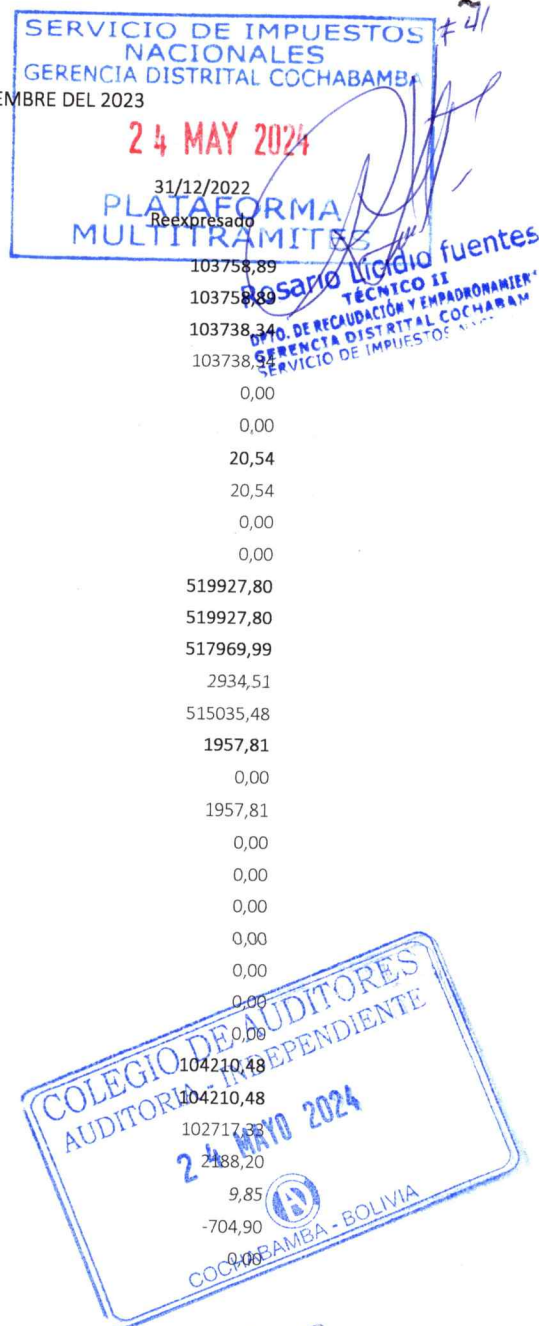 SERVICIO DE IMPUESTOS
NACIONALES
GERENCIA DISTRITAL COCHABAMBA
# 41
EMBRE DEL 2023
24 MAY 2024
31/12/2022
PLATAFORMA
Reexpresado
MULTITRAMITES
103758,89
Rosario Licidio fuentes
TÉCNICO II
103758,89
DPTO. DE RECAUDACIÓN Y EMPADRONAMIEN
103738,34
GERENCIA DISTRITAL COCHABAM
SERVICIO DE IMPUESTOS
103738,34
0,00
0,00
20,54
20,54
0,00
0,00
519927,80
519927,80
517969,99
2934,51
515035,48
1957,81
0,00
1957,81
0,00
0,00
0,00
0,00
0,00
0,00
0,00
COLEGIO DE AUDITORES
AUDITORIA - INDEPENDIENTE
104210,48
104210,48
102717,33
24 MAYO 2024
2188,20
9,85
-704,90
0,00
COCHABAMBA - BOLIVIA